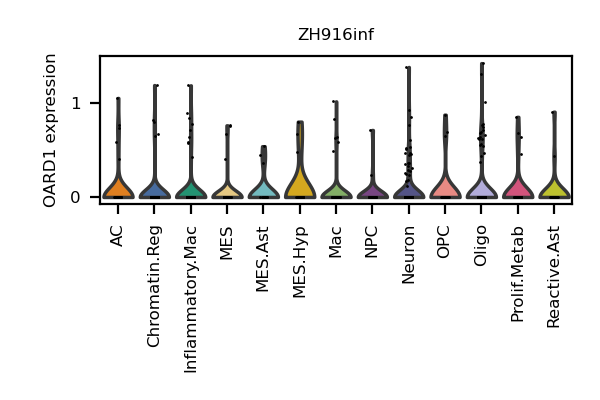 ZH916inf
OARD1 expression
1
0
AC
Chromatin.Reg
Inflammatory.Mac
MES
MES.Ast
MES.Hyp
Mac
NPC
Neuron
OPC
Oligo
Prolif.Metab
Reactive.Ast